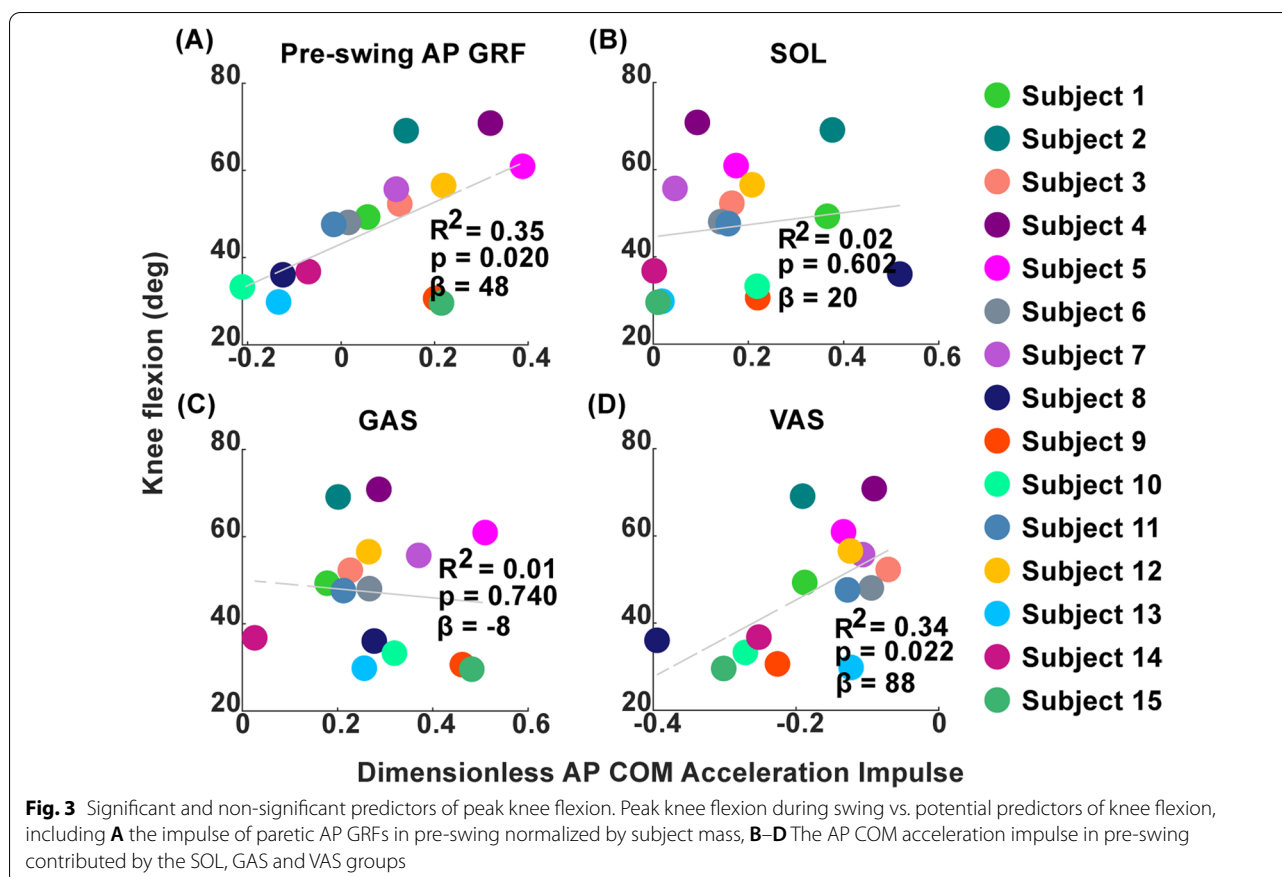 (A)
Pre-swing AP GRF
80
60
40
20
-0.2
0
0.2
0.4
R² = 0.35
p = 0.020
β = 48
(B)
SOL
80
60
40
20
0
0.2
0.4
0.6
R² = 0.02
p = 0.602
β = 20
(C)
GAS
80
60
40
20
0
0.2
0.4
0.6
R² = 0.01
p = 0.740
β = -8
(D)
VAS
80
60
40
20
-0.4
-0.2
0
R² = 0.34
p = 0.022
β = 88
Knee flexion (deg)
Dimensionless AP COM Acceleration Impulse
Subject 1
Subject 2
Subject 3
Subject 4
Subject 5
Subject 6
Subject 7
Subject 8
Subject 9
Subject 10
Subject 11
Subject 12
Subject 13
Subject 14
Subject 15
Fig. 3 Significant and non-significant predictors of peak knee flexion. Peak knee flexion during swing vs. potential predictors of knee flexion,
including A the impulse of paretic AP GRFs in pre-swing normalized by subject mass, B–D The AP COM acceleration impulse in pre-swing
contributed by the SOL, GAS and VAS groups